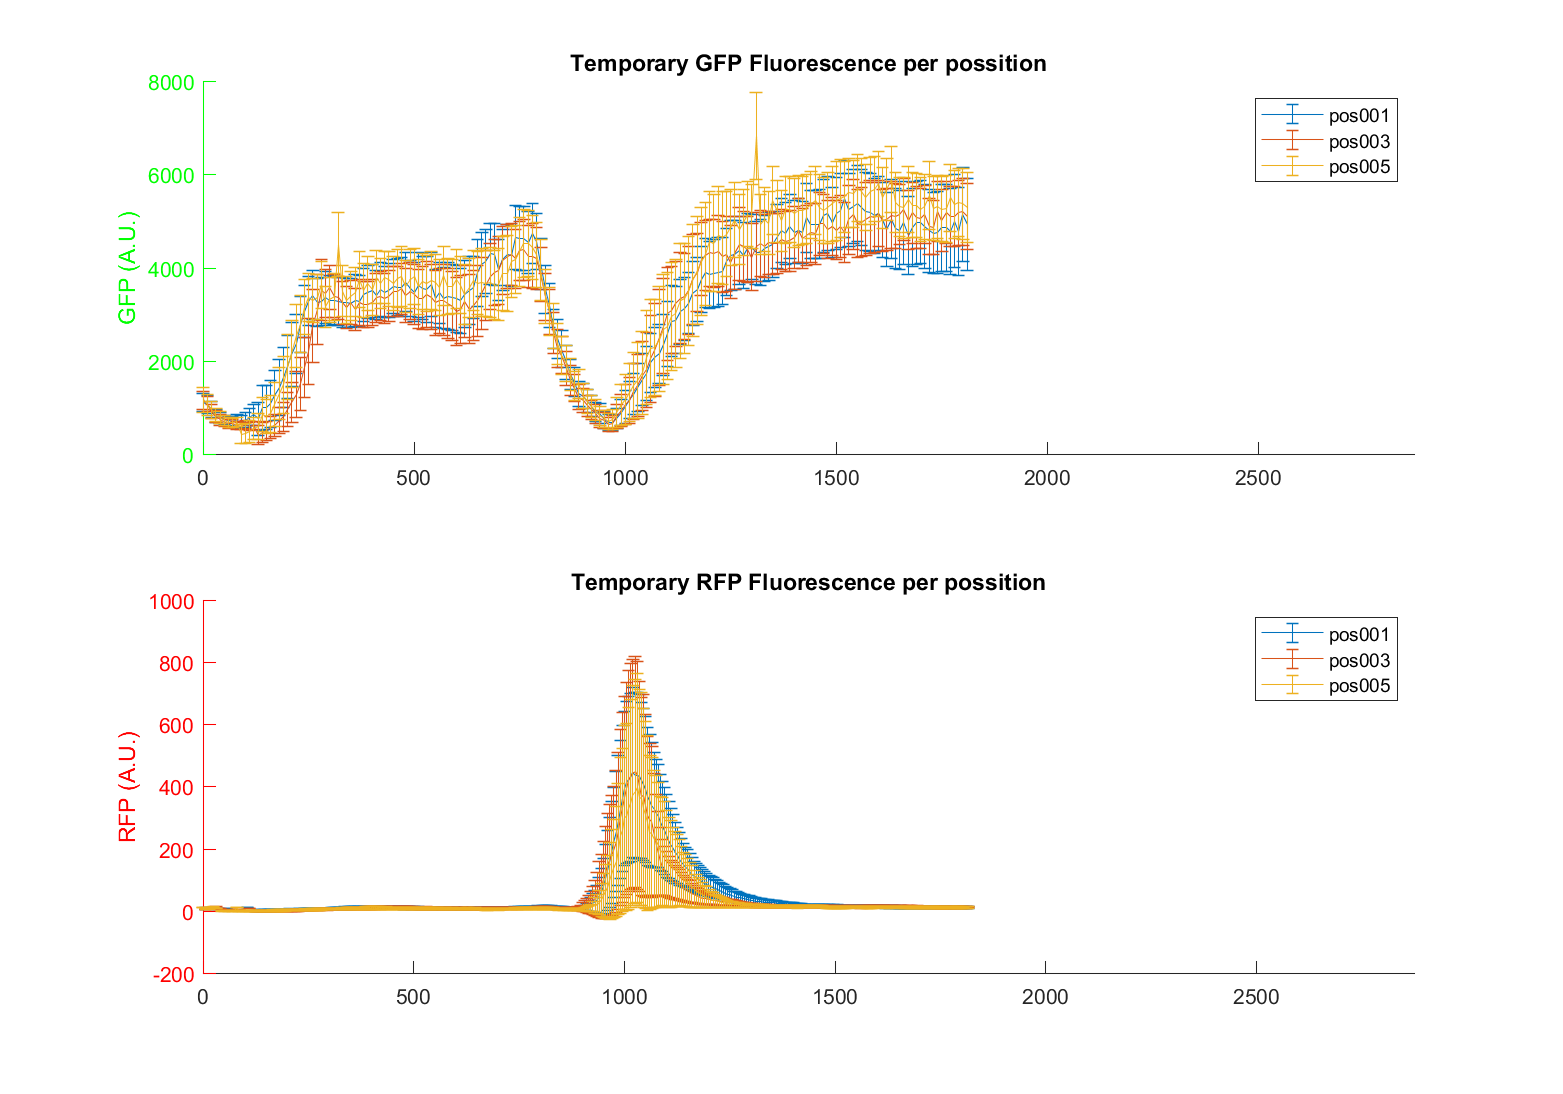 Temporary GFP Fluorescence per possition
8000
6000
4000
2000
0
GFP (A.U.)
0 500 1000 1500 2000 2500
pos001
pos003
pos005
Temporary RFP Fluorescence per possition
1000
800
600
400
200
0
-200
RFP (A.U.)
0 500 1000 1500 2000 2500
pos001
pos003
pos005